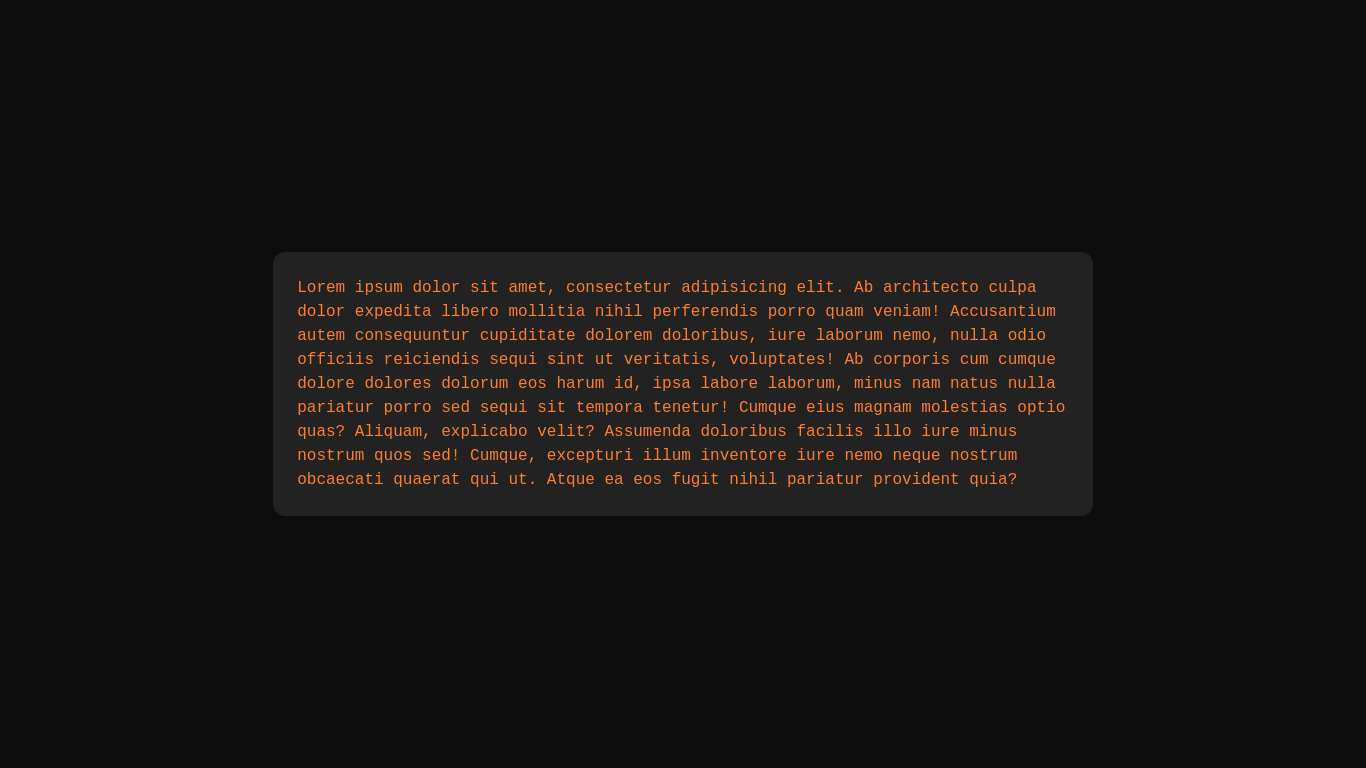 Lorem ipsum dolor sit amet, consectetur adipisicing elit. Ab architecto culpa
dolor expedita libero mollitia nihil perferendis porro quam veniam! Accusantium
autem consequuntur cupiditate dolorem doloribus, iure laborum nemo, nulla odio
officiis reiciendis sequi sint ut veritatis, voluptates! Ab corporis cum cumque
dolore dolores dolorum eos harum id, ipsa labore laborum, minus nam natus nulla
pariatur porro sed sequi sit tempora tenetur! Cumque eius magnam molestias optio
quas? Aliquam, explicabo velit? Assumenda doloribus facilis illo iure minus
nostrum quos sed! Cumque, excepturi illum inventore iure nemo neque nostrum
obcaecati quaerat qui ut. Atque ea eos fugit nihil pariatur provident quia?